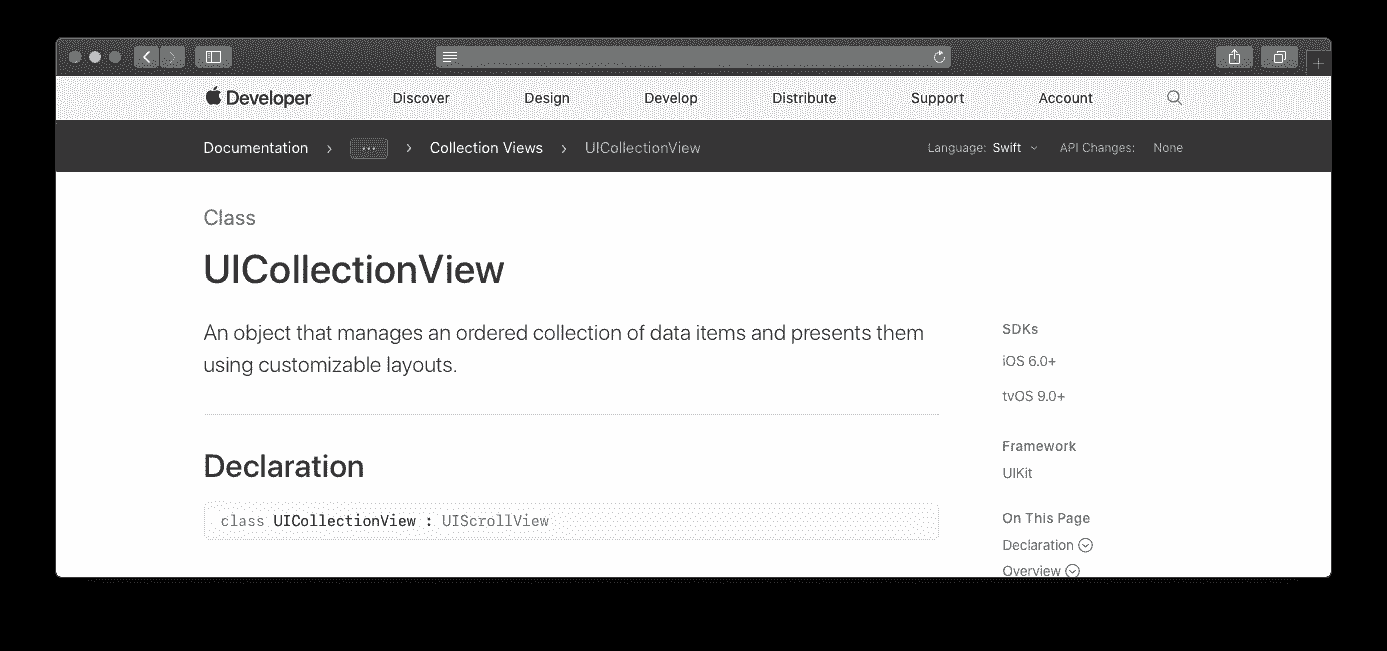 Developer Discover Design Develop Distribute Support Account
Documentation › ··· › Collection Views › UICollectionView Language: Swift API Changes: None
Class
UICollectionView
An object that manages an ordered collection of data items and presents them
using customizable layouts.
SDKs
iOS 6.0+
tvOS 9.0+
Framework
UIKit
On This Page
Declaration
Overview
Declaration
class UICollectionView : UIScrollView